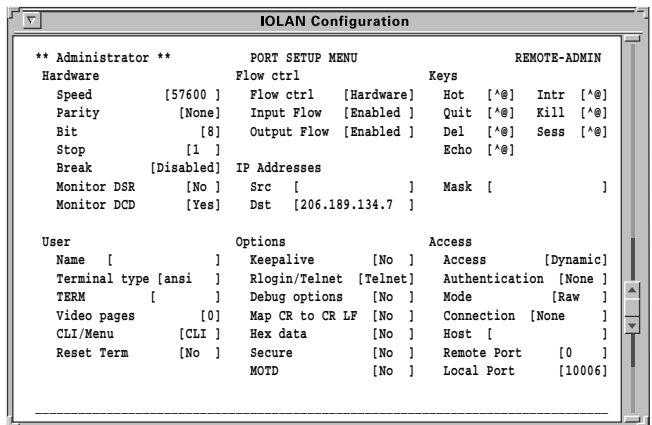 IOLAN Configuration
** Administrator ** PORT SETUP MENU REMOTE-ADMIN
Hardware Flow ctrl Keys
Speed [57600 ] Flow ctrl [Hardware] Hot [^@] Intr [^@]
Parity [None] Input Flow [Enabled ] Quit [^@] Kill [^@]
Bit [8] Output Flow [Enabled ] Del [^@] Sess [^@]
Stop [1 ] Echo [^@]
Break [Disabled] IP Addresses
Monitor DSR [No ] Src [ ] Mask [ ]
Monitor DCD [Yes] Dst [206.189.134.7 ]
User Options Access
Name [ ] Keepalive [No ] Access [Dynamic]
Terminal type [ansi ] Rlogin/Telnet [Telnet] Authentication [None ]
TERM [ ] Debug options [No ] Mode [Raw ]
Video pages [0] Map CR to CR LF [No ] Connection [None ]
CLI/Menu [CLI ] Hex data [No ] Host [ ]
Reset Term [No ] Secure [No ] Remote Port [0 ]
MOTD [No ] Local Port [10006]